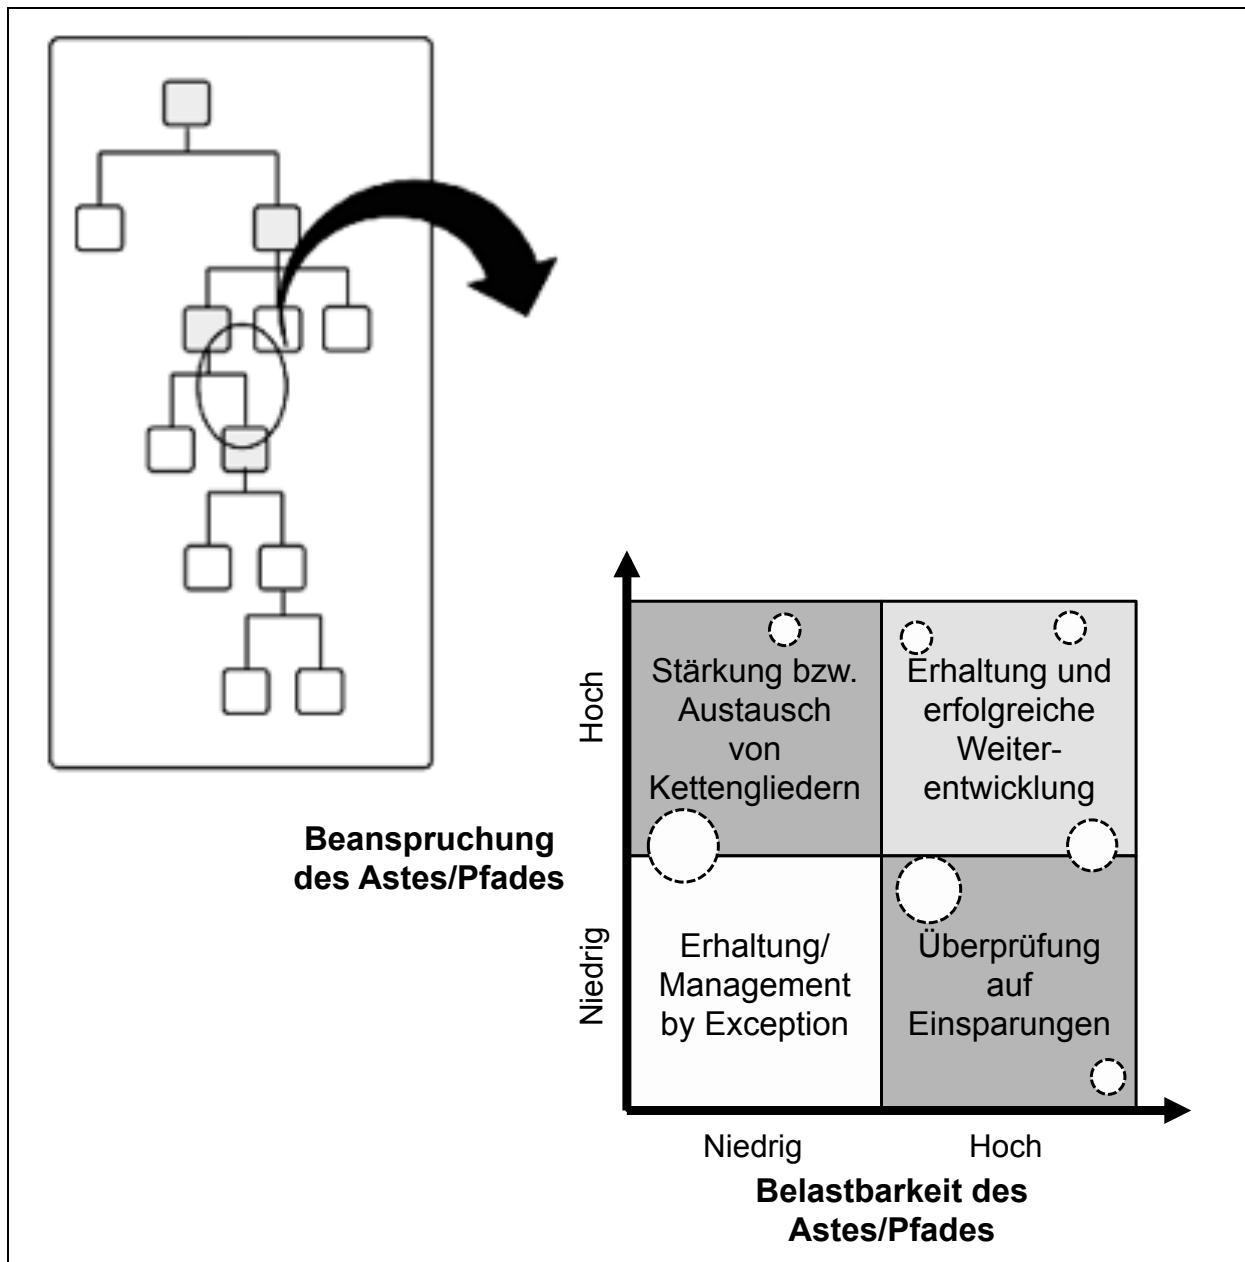 Stärkung bzw.
Austausch
von
Kettengliedern
Erhaltung und
erfolgreiche
Weiter-
entwicklung
Hoch
Beanspruchung
des Astes/Pfades
Niedrig
Erhaltung/
Management
by Exception
Überprüfung
auf
Einsparungen
Niedrig
Hoch
Belastbarkeit des
Astes/Pfades